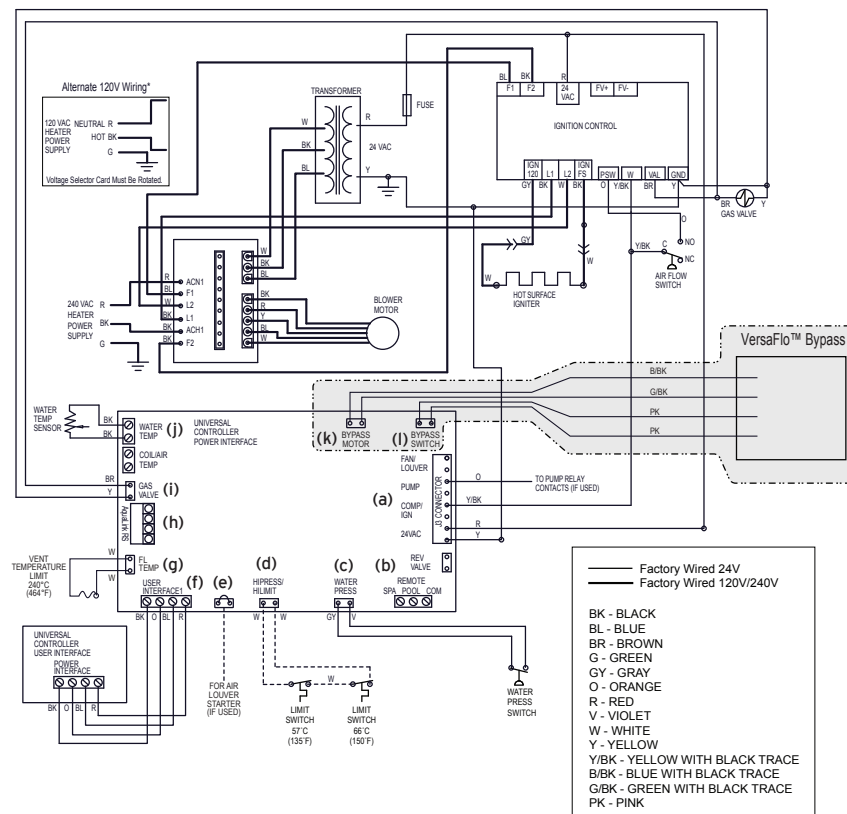 Alternate 120V Wiring*
120 VAC
HEATER
POWER
SUPPLY
NEUTRAL R
HOT BK
G
Voltage Selector Card Must Be Rotated.
TRANSFORMER
W
BK
BL
R
24 VAC
Y
FUSE
BL
BK
R
F1
F2
24
VAC
FV+
FV-
IGNITION CONTROL
IGN
120
L1
L2
IGN
FS
PSW
W
VAL
GND
GY
BK
W
BK
O
Y/BK
BR
Y
BR
Y
GAS VALVE
GY
W
W
HOT SURFACE
IGNITER
O
NO
Y/BK
C
NC
AIR FLOW
SWITCH
240 VAC
HEATER
POWER
SUPPLY
R
BK
G
R
BL
W
BK
BK
BK
ACN1
F1
L2
L1
ACH1
F2
W
BK
BL
BK
R
Y
BL
W
BLOWER
MOTOR
VersaFlo™ Bypass
B/BK
G/BK
PK
PK
WATER
TEMP
SENSOR
BK
BK
WATER
TEMP
(j)
UNIVERSAL
CONTROLLER
POWER INTERFACE
COIL/AIR
TEMP
(k)
BYPASS
MOTOR
(l)
BYPASS
SWITCH
BR
Y
GAS
VALVE
(i)
AquaLink RS
(h)
(a)
FAN/
LOUVER
PUMP
COMP/
IGN
24VAC
J3 CONNECTOR
O
TO PUMP RELAY
CONTACTS (IF USED)
Y/BK
R
Y
VENT
TEMPERATURE
LIMIT
240°C
(464°F)
W
W
FL
TEMP
(g)
USER
INTERFACE1
(f)
(e)
(d)
HIPRESS/
HILIMIT
(c)
WATER
PRESS
(b)
REMOTE
SPA POOL COM
REV
VALVE
BK
O
BL
R
W
W
GY
V
UNIVERSAL
CONTROLLER
USER INTERFACE
POWER
INTERFACE
BK
O
BL
R
FOR AIR
LOUVER
STARTER
(IF USED)
W
LIMIT
SWITCH
57˚C
(135˚F)
LIMIT
SWITCH
66˚C
(150˚F)
WATER
PRESS
SWITCH
Factory Wired 24V
Factory Wired 120V/240V
BK - BLACK
BL - BLUE
BR - BROWN
G - GREEN
GY - GRAY
O - ORANGE
R - RED
V - VIOLET
W - WHITE
Y - YELLOW
Y/BK - YELLOW WITH BLACK TRACE
B/BK - BLUE WITH BLACK TRACE
G/BK - GREEN WITH BLACK TRACE
PK - PINK